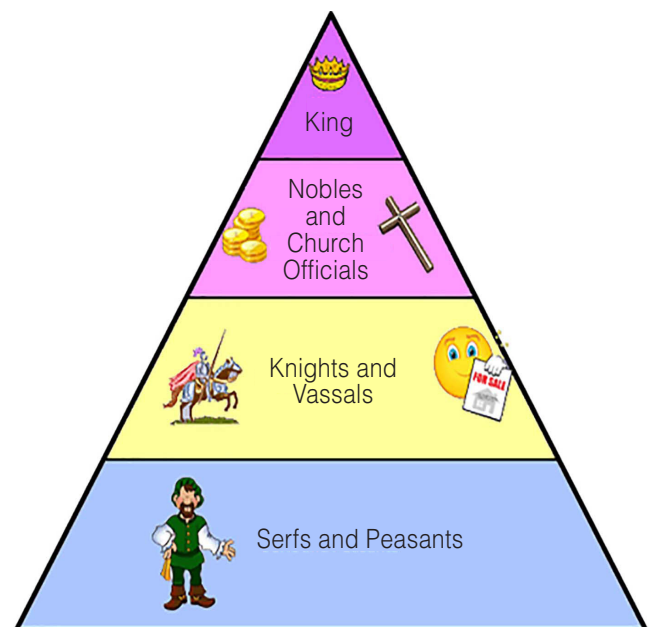 King
Nobles
and
Church
Officials
Knights and
Vassals
FOR SALE
Serfs and Peasants